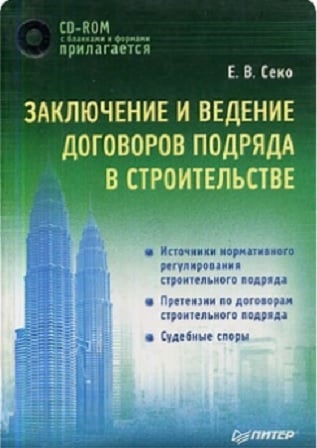 CD-ROM
с бланками и формами
прилагается
Е. В. Секо
ЗАКЛЮЧЕНИЕ И ВЕДЕНИЕ
ДОГОВОРОВ ПОДРЯДА
В СТРОИТЕЛЬСТВЕ
Источники нормативного
регулирования
строительного подряда
Претензии по договорам
строительного подряда
Судебные споры
ПИТЕР